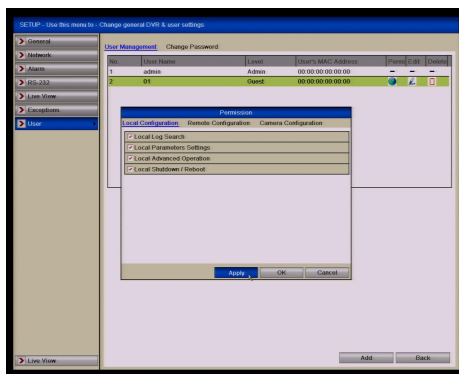 SETUP - Use this menu to - Change general DVR & user settings.
General
Network
Alarm
RS-232
Live View
Exceptions
User
User Management Change Password
No. User Name Level User's MAC Address Permi Edit Delete
1 admin Admin 00:00:00:00:00:00 – – –
2 01 Guest 00:00:00:00:00:00
Permission
Local Configuration Remote Configuration Camera Configuration
Local Log Search
Local Parameters Settings
Local Advanced Operation
Local Shutdown / Reboot
Apply OK Cancel
Add Back
Live View